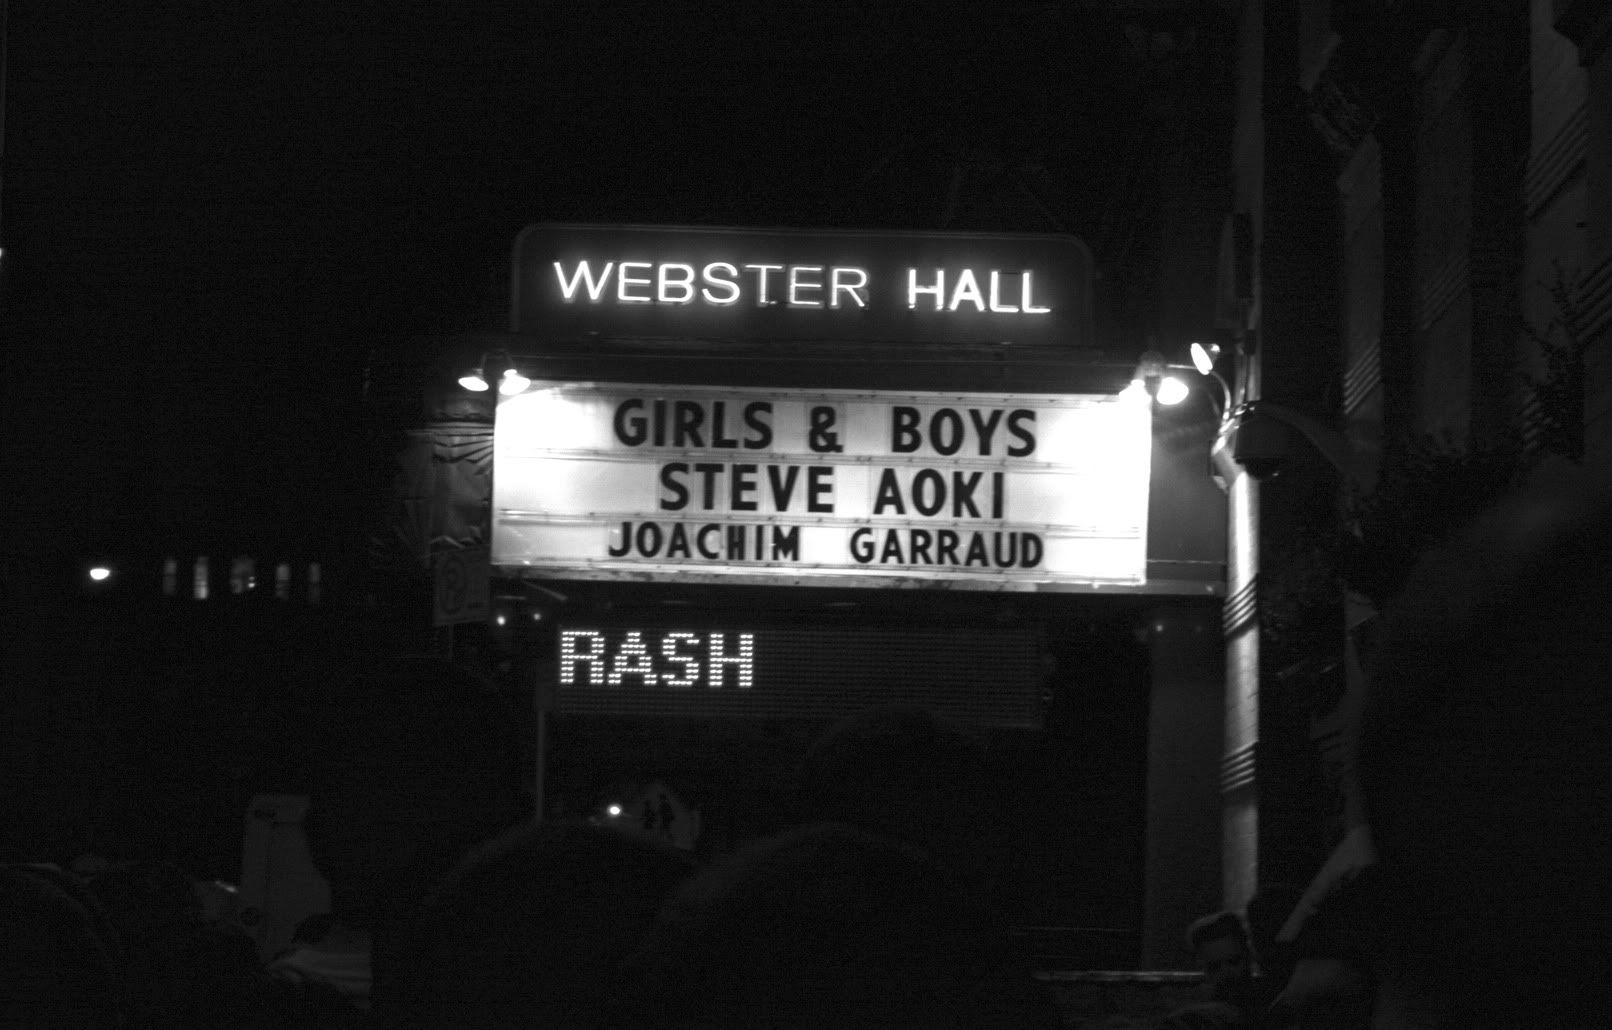 WEBSTER HALL
GIRLS & BOYS
STEVE AOKI
JOACHIM GARRAUD
RASH